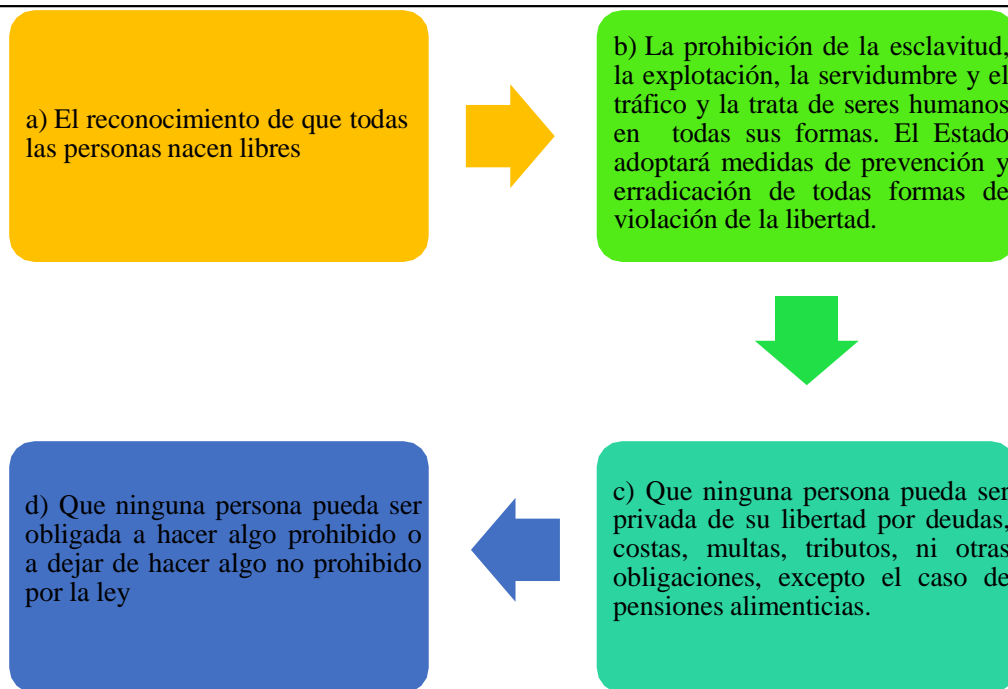 a) El reconocimiento de que todas
las personas nacen libres
b) La prohibición de la esclavitud,
la explotación, la servidumbre y el
tráfico y la trata de seres humanos
en todas sus formas. El Estado
adoptará medidas de prevención y
erradicación de todas formas de
violación de la libertad.
c) Que ninguna persona pueda ser
privada de su libertad por deudas,
costas, multas, tributos, ni otras
obligaciones, excepto el caso de
pensiones alimenticias.
d) Que ninguna persona pueda ser
obligada a hacer algo prohibido o
a dejar de hacer algo no prohibido
por la ley